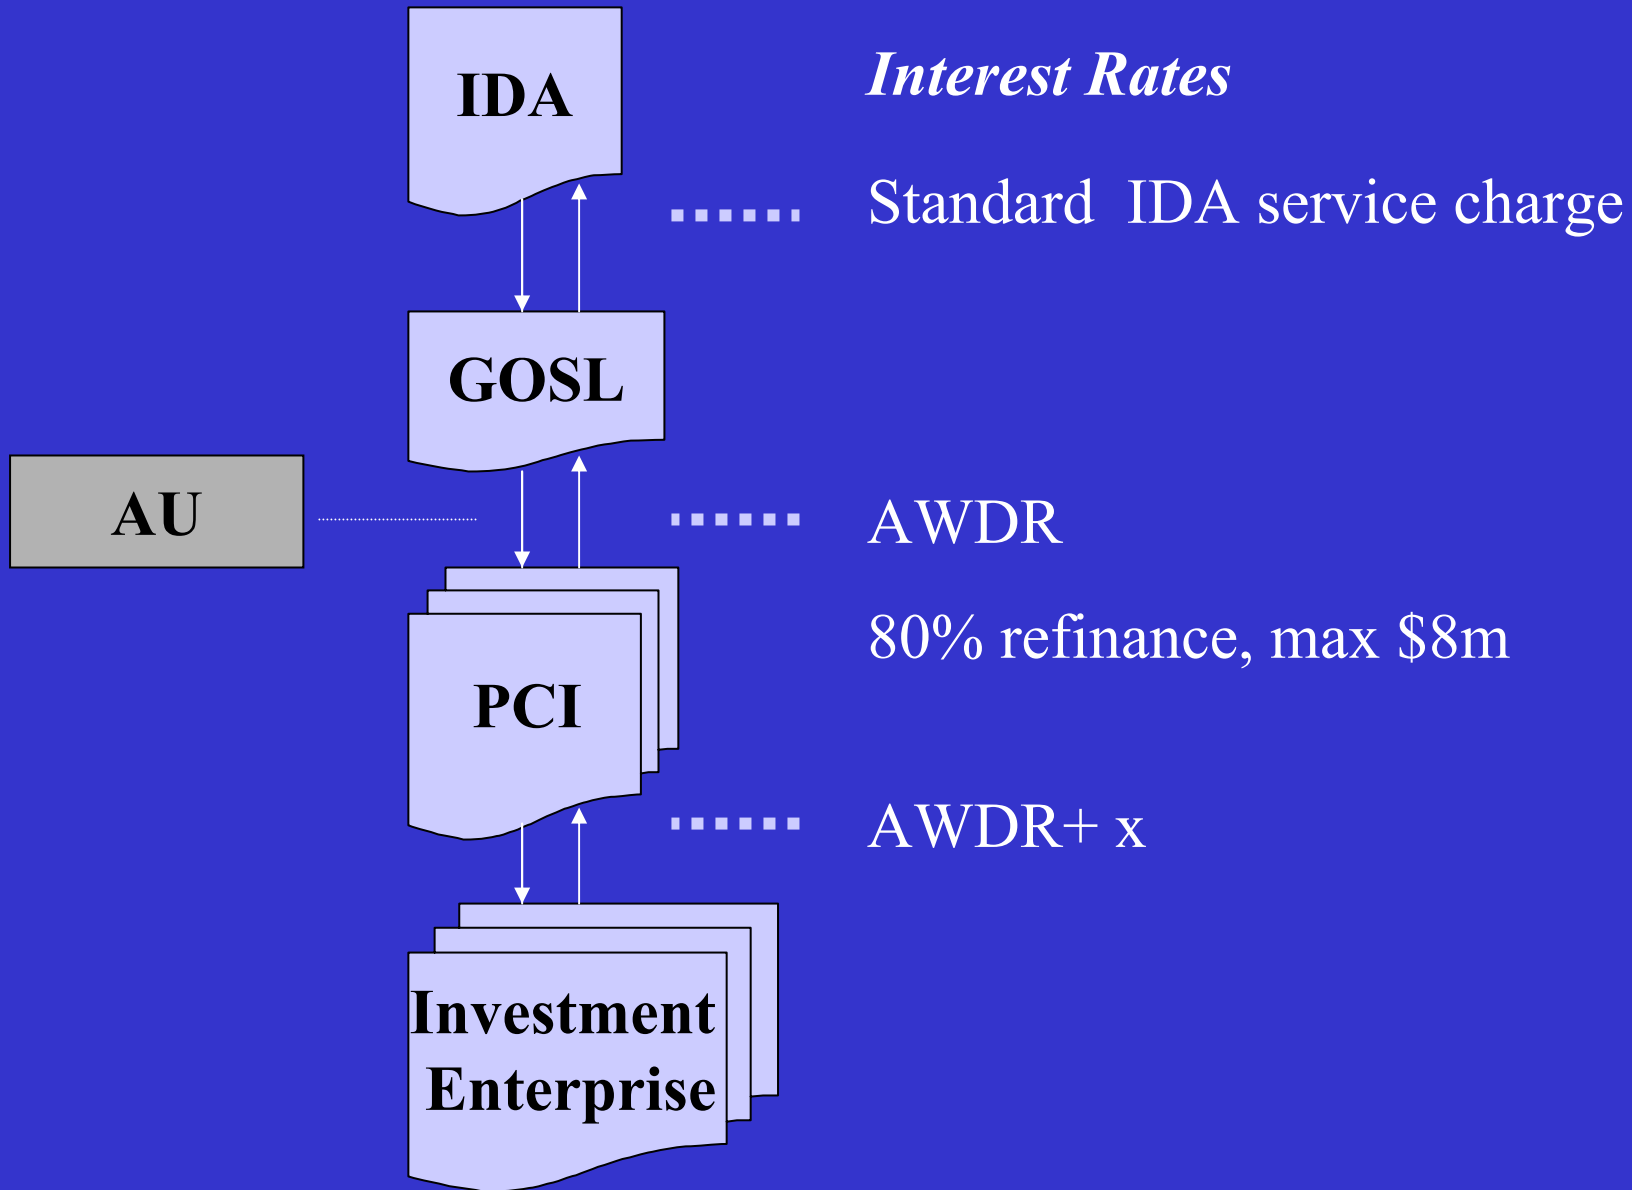 IDA
Interest Rates
Standard IDA service charge
GOSL
AU
AWDR
80% refinance, max $8m
PCI
AWDR+ x
Investment
Enterprise